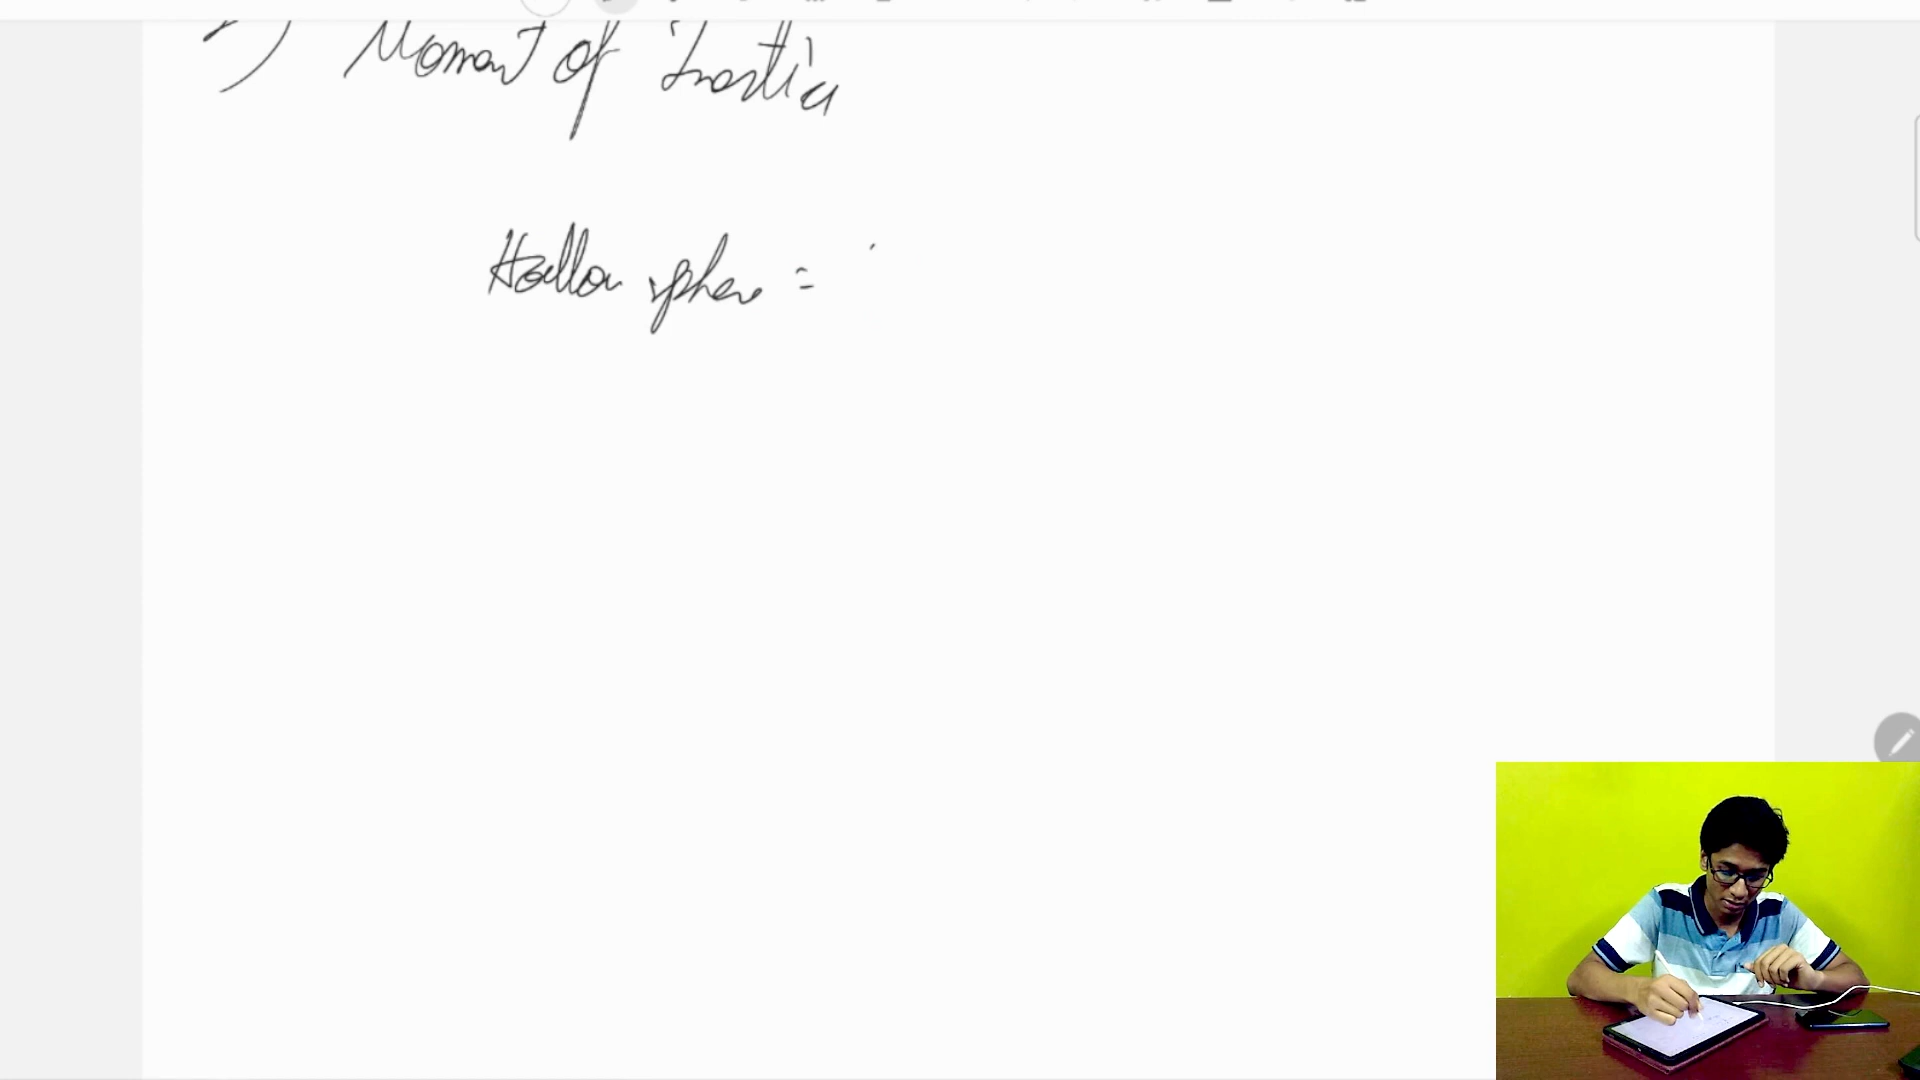 ) Moment of Inertia
Hollow sphere =